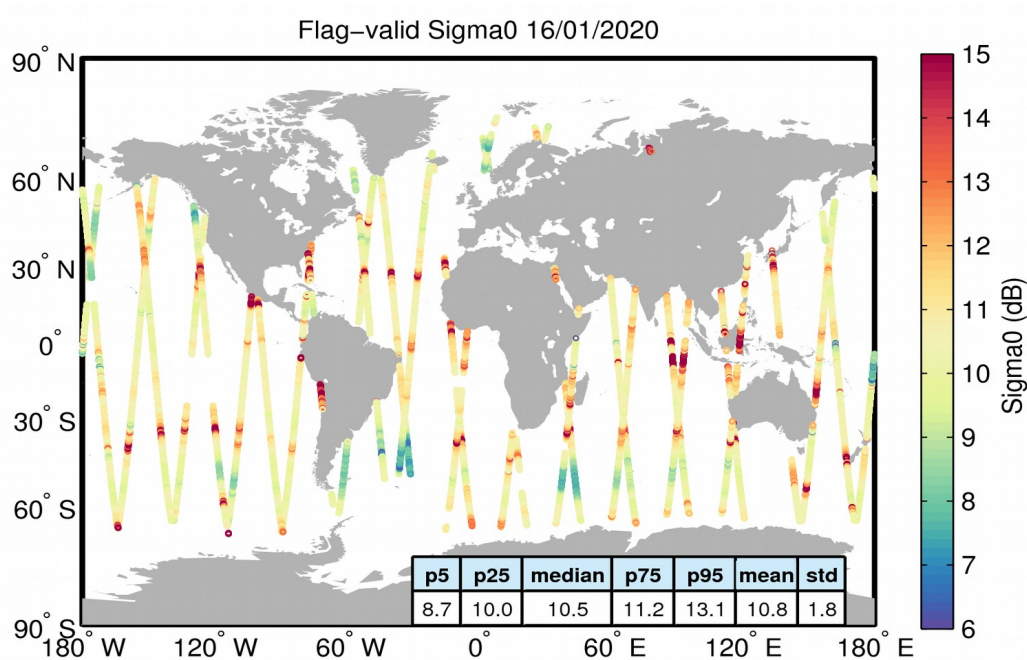 Flag−valid Sigma0 16/01/2020
90° N
60° N
30° N
0°
30° S
60° S
90° S
180° W 120° W 60° W 0° 60° E 120° E 180° E
15
14
13
12
11
10
9
8
7
6
Sigma0 (dB)
p5 p25 median p75 p95 mean std
8.7 10.0 10.5 11.2 13.1 10.8 1.8